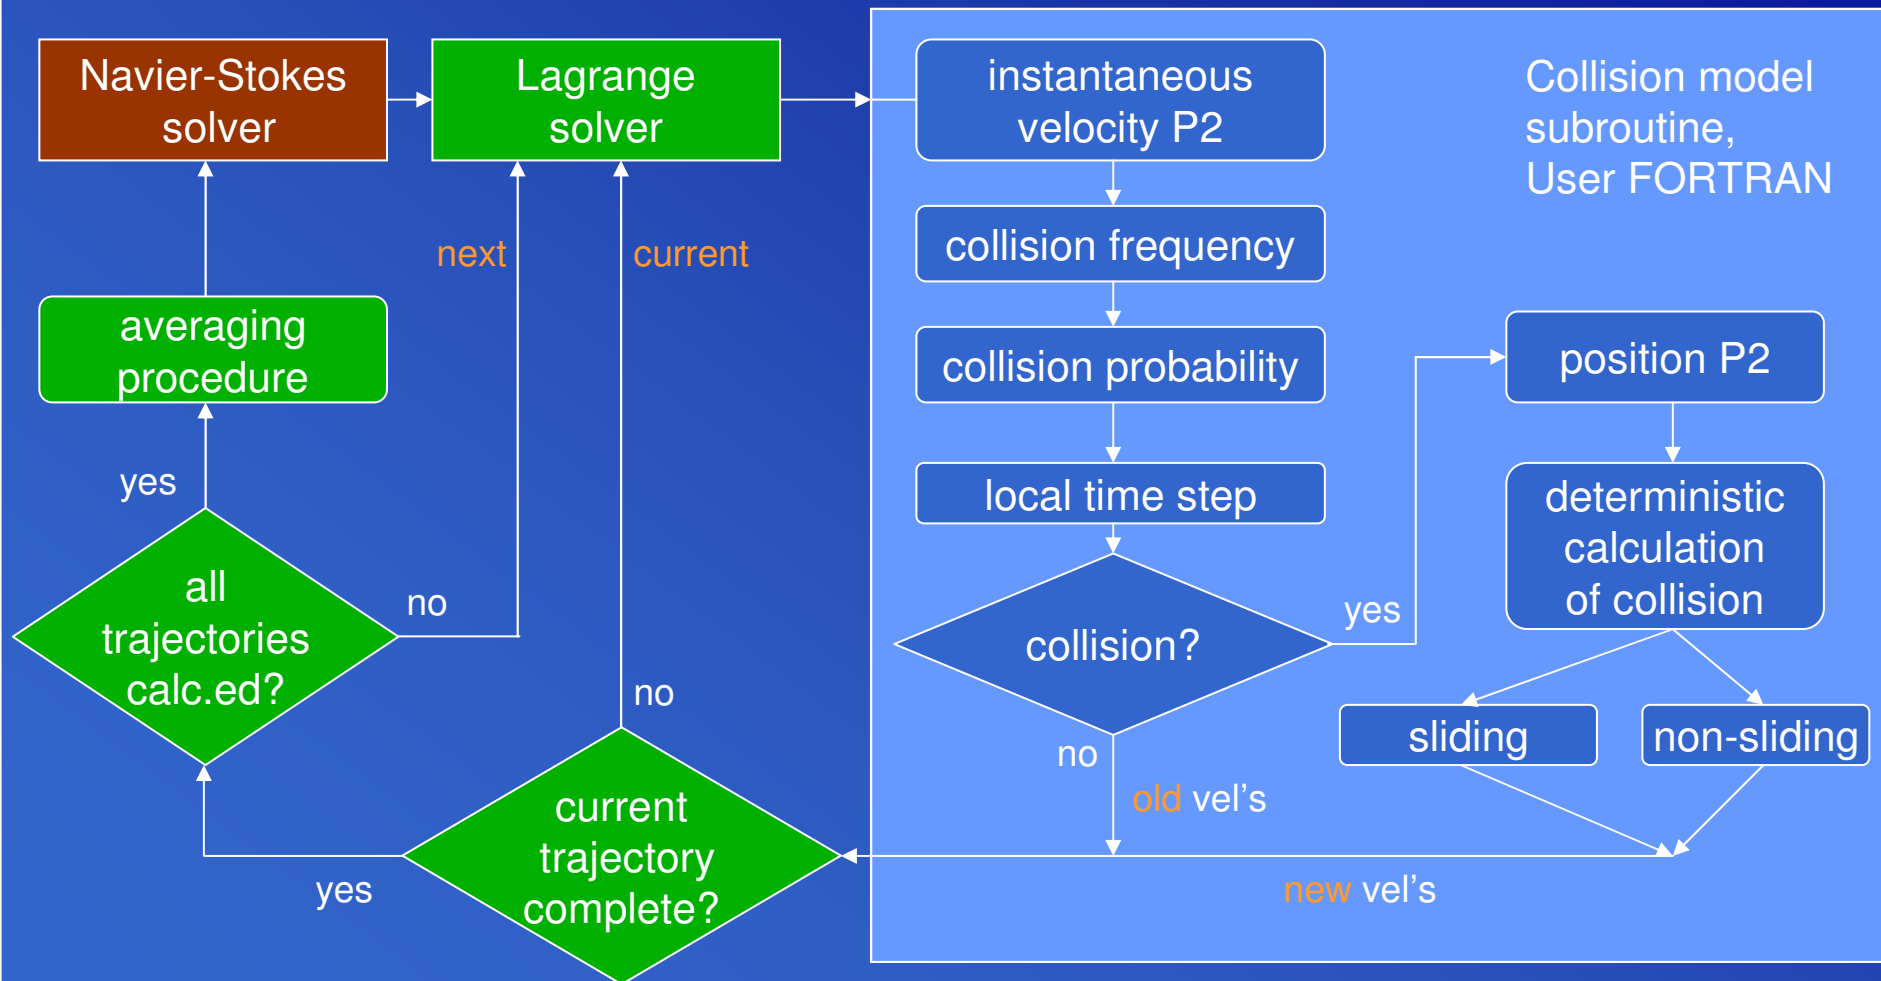 Navier-Stokes
solver
Lagrange
solver
instantaneous
velocity P2
Collision model
subroutine,
User FORTRAN
next
current
collision frequency
averaging
procedure
collision probability
position P2
yes
local time step
deterministic
calculation
of collision
all
trajectories
calc.ed?
no
collision?
yes
no
sliding
non-sliding
no
old vel's
current
trajectory
complete?
yes
new vel's